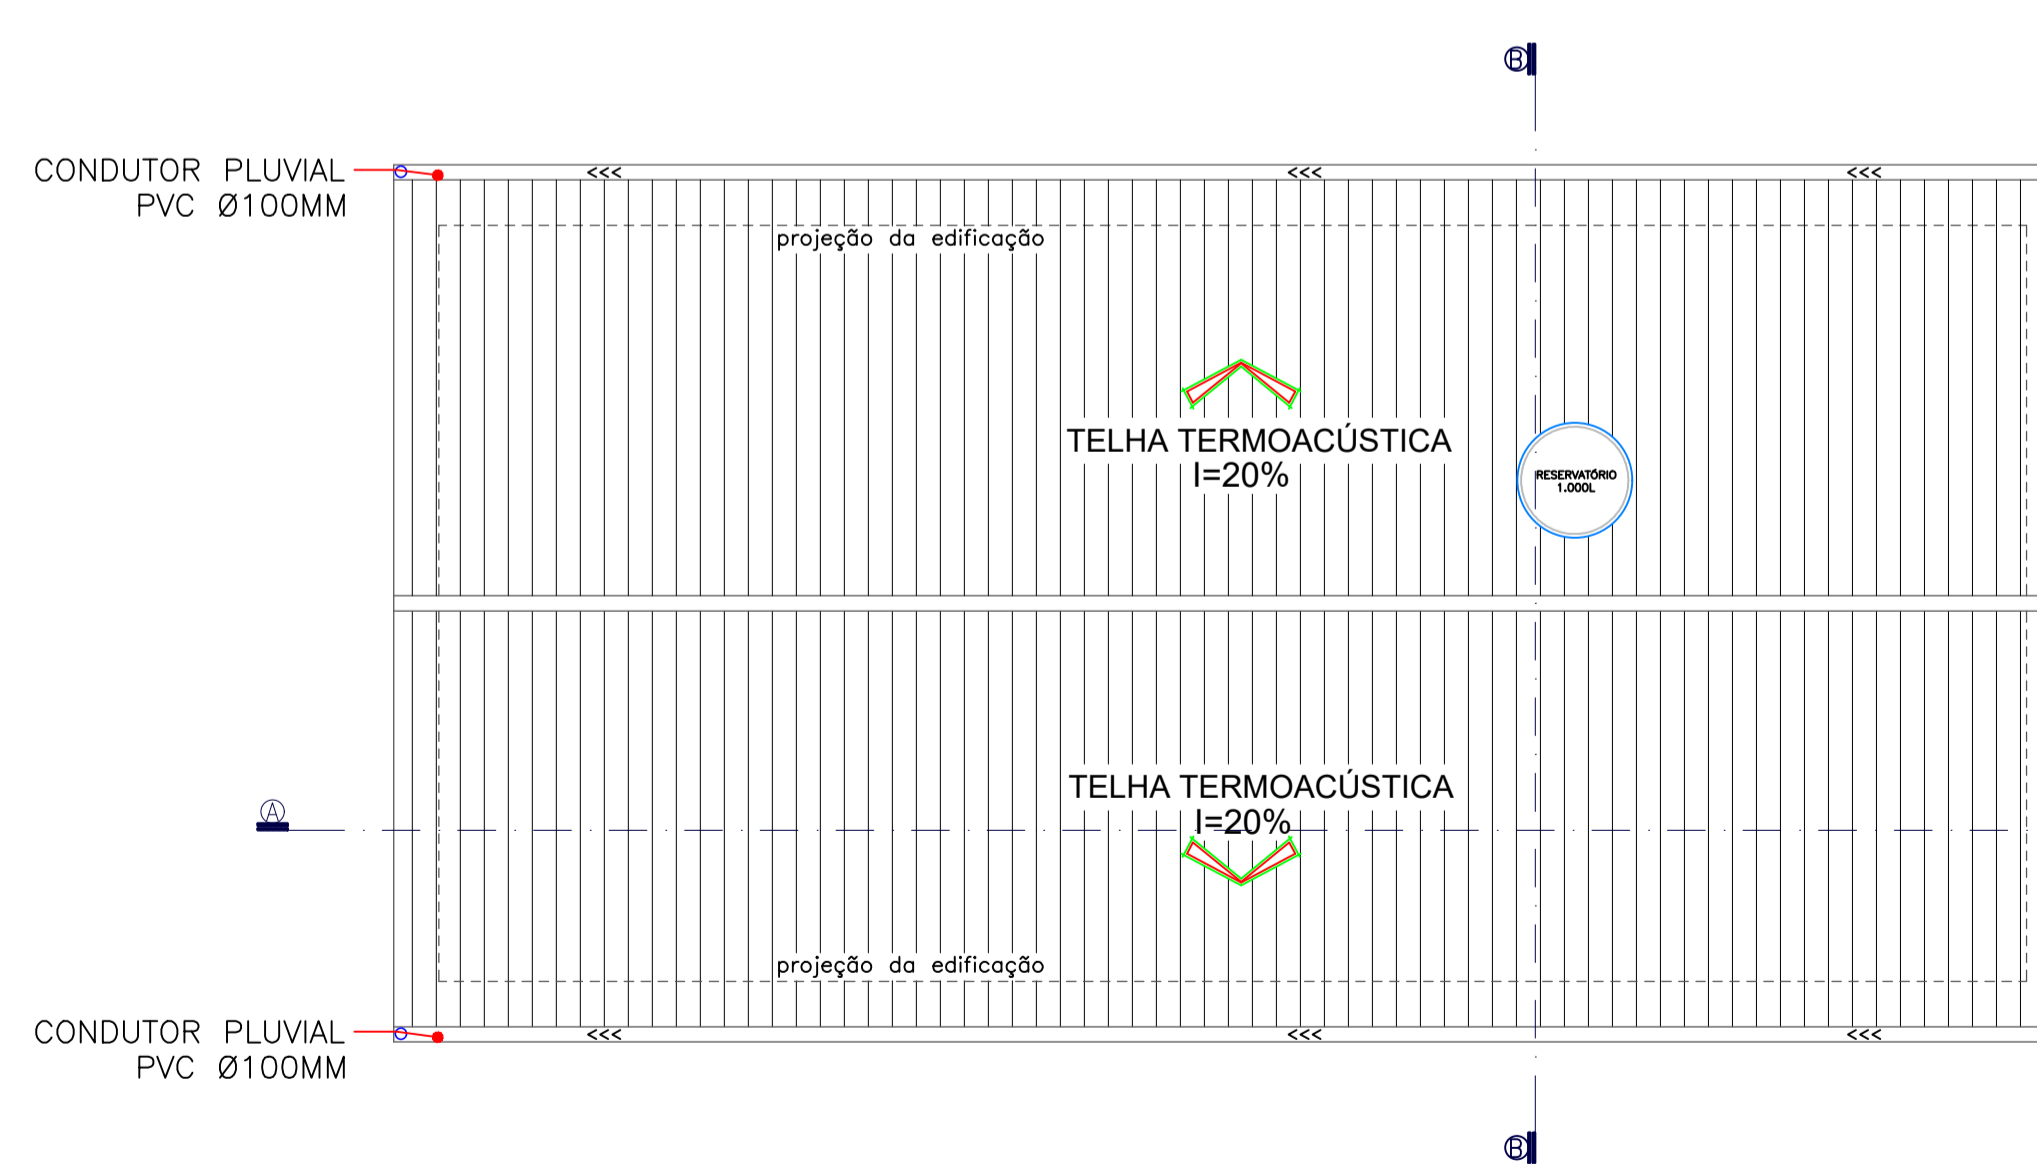 B
CONDUTOR PLUVIAL
PVC Ø100MM
<<<
<<<
<<<
projeção da edificação
TELHA TERMOACÚSTICA
I=20%
RESERVATÓRIO
1.000L
TELHA TERMOACÚSTICA
I=20%
A
projeção da edificação
CONDUTOR PLUVIAL
PVC Ø100MM
<<<
<<<
<<<
B